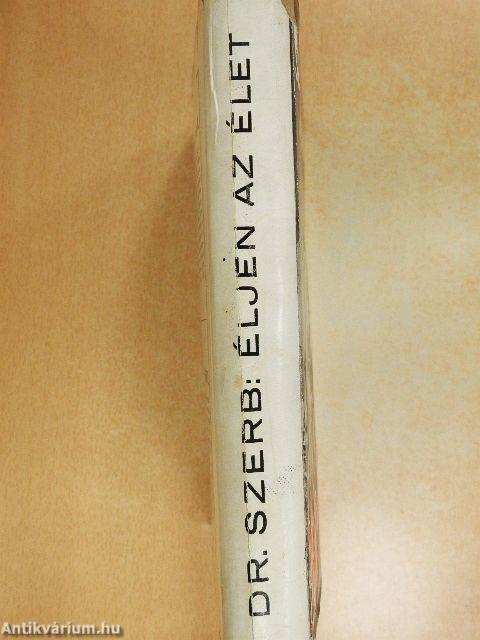 DR. SZERB: ÉLJEN AZ ÉLET
Antikvárium.hu